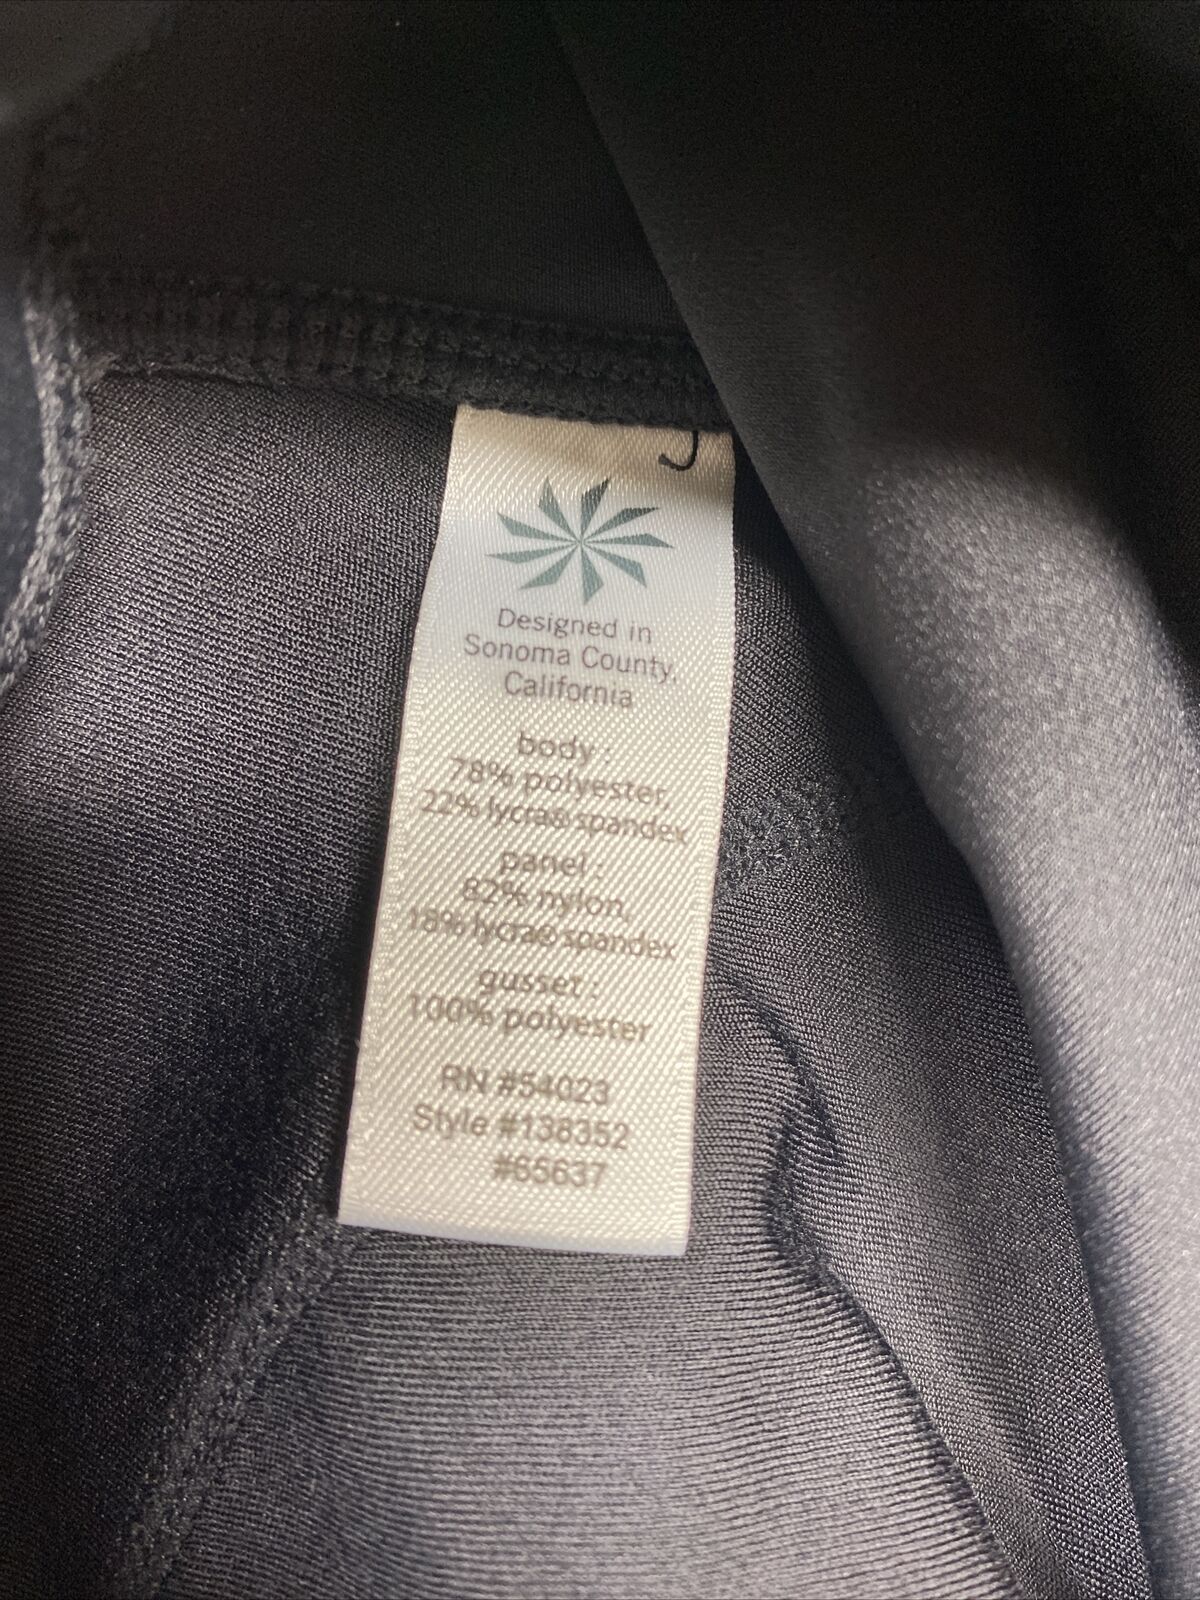 Designed in
Sonoma County,
California
body :
78% polyester,
22% lycra® spandex
panel :
82% nylon,
18% lycra® spandex
gusset :
100% polyester
RN #54023
Style #138352
#65637